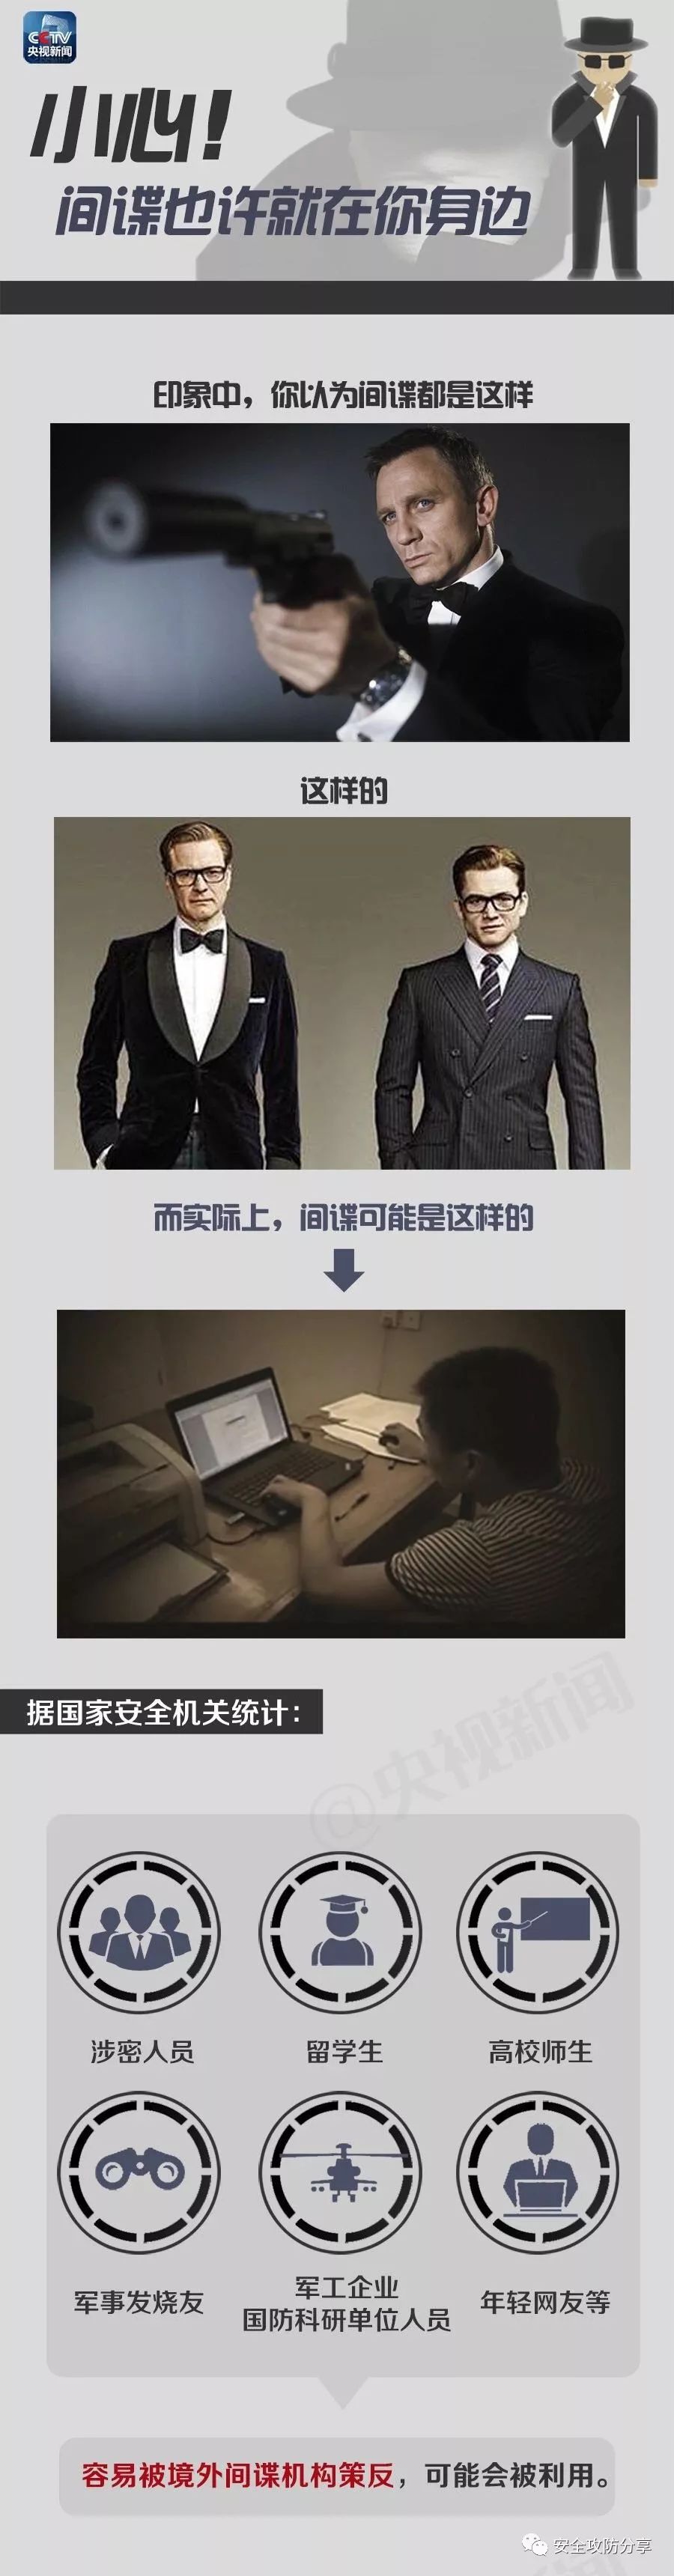 CCTV
央视新闻
小心!
间谍也许就在你身边
印象中，你以为间谍都是这样
这样的
而实际上，间谍可能是这样的
据国家安全机关统计：
@央视新闻
涉密人员
留学生
高校师生
军事发烧友
军工企业
国防科研单位人员
年轻网友等
容易被境外间谍机构策反，可能会被利用。
安全攻防分享